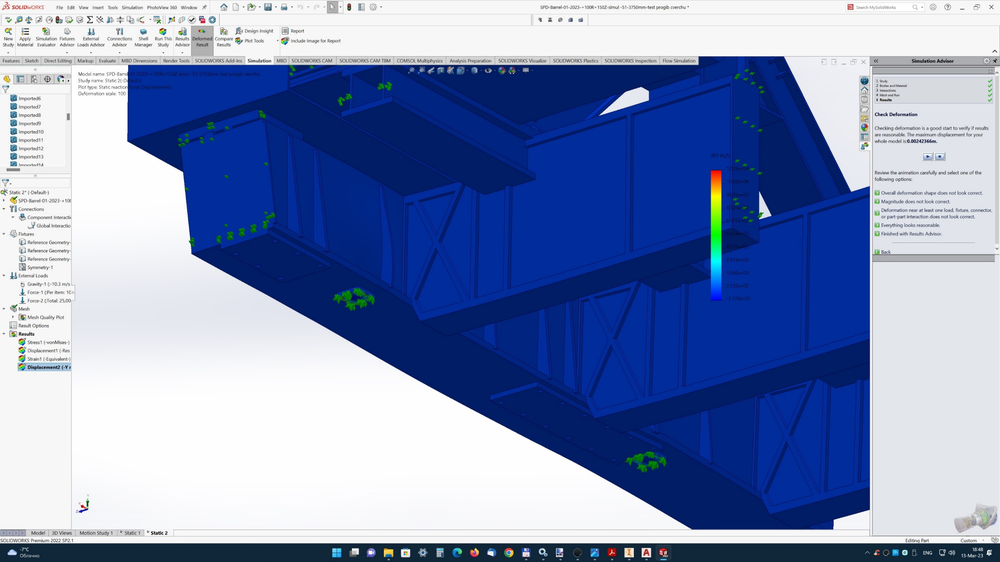 SOLIDWORKS File Edit View Insert Tools Simulation PhotoView 360 Window
SPD-Barrel-01-2023-+100R+150Z-simul -51-3750mm-test progib cverchu *
Search MySolidWorks
New Study
Apply Material
Simulation Evaluator
Fixtures Advisor
External Loads Advisor
Connections Advisor
Shell Manager
Run This Study
Results Advisor
Deformed Result
Compare Results
Design Insight
Plot Tools
Report
Include Image for Report
Features Sketch Direct Editing Markup Evaluate MBD Dimensions Render Tools SOLIDWORKS Add-Ins Simulation MBD SOLIDWORKS CAM SOLIDWORKS CAM TBM COMSOL Multiphysics Analysis Preparation SOLIDWORKS Visualize SOLIDWORKS Plastics SOLIDWORKS Inspection Flow Simulation
Imported6
Imported7
Imported8
Imported9
Imported10
Imported11
Imported12
Imported13
Imported14
Static 2* (-Default-)
SPD-Barrel-01-2023-+100
Connections
Component Interacti
Global Interactio
Fixtures
Reference Geometry-
Reference Geometry-
Reference Geometry-
Symmetry-1
External Loads
Gravity-1 (:-10.3 m/s
Force-1 (:Per item: 10
Force-2 (:Total: 25,00
Mesh
Mesh Quality Plot
Result Options
Results
Stress1 (-vonMises-)
Displacement1 (-Res
Strain1 (-Equivalent-)
Displacement2 (-Y r
Model name: SPD-Barrel-01-2023-+100R+150Z-simul -51-3750mm-test progib cverchu
Study name: Static 2(-Default-)
Plot type: Static reaction force Displacement2
Deformation scale: 100
RFY (kgf)
1.239e+04
1.103e+04
9.682e+03
8.329e+03
6.977e+03
5.624e+03
4.271e+03
2.919e+03
1.566e+03
2.132e+02
-1.139e+03
Y
X
Z
Simulation Advisor
1 Study
2 Bodies and Material
3 Interactions
4 Mesh and Run
5 Results
Check Deformation
Checking deformation is a good start to verify if results
are reasonable. The maximum displacement for your
whole model is:0.00242366m.
Review the animation carefully and select one of the
following options:
Overall deformation shape does not look correct.
Magnitude does not look correct.
Deformation near at least one load, fixture, connector,
or part-part interaction does not look correct.
Everything looks reasonable.
Finished with Results Advisor.
Back
Model 3D Views Motion Study 1 Static 1 Static 2
SOLIDWORKS Premium 2022 SP2.1
Editing Part Custom
-7°C
Облачно
ENG
18:48
13-Mar-23